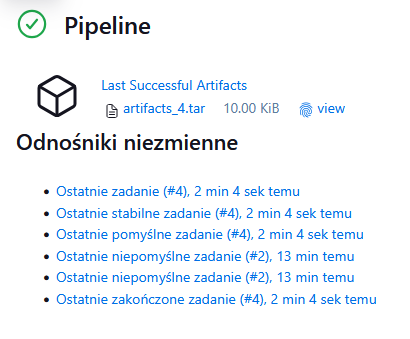 Pipeline
Last Successful Artifacts
artifacts_4.tar 10.00 KiB view
Odnośniki niezmienne
Ostatnie zadanie (#4), 2 min 4 sek temu
Ostatnie stabilne zadanie (#4), 2 min 4 sek temu
Ostatnie pomyślne zadanie (#4), 2 min 4 sek temu
Ostatnie niepomyślne zadanie (#2), 13 min temu
Ostatnie niepomyślne zadanie (#2), 13 min temu
Ostatnie zakończone zadanie (#4), 2 min 4 sek temu